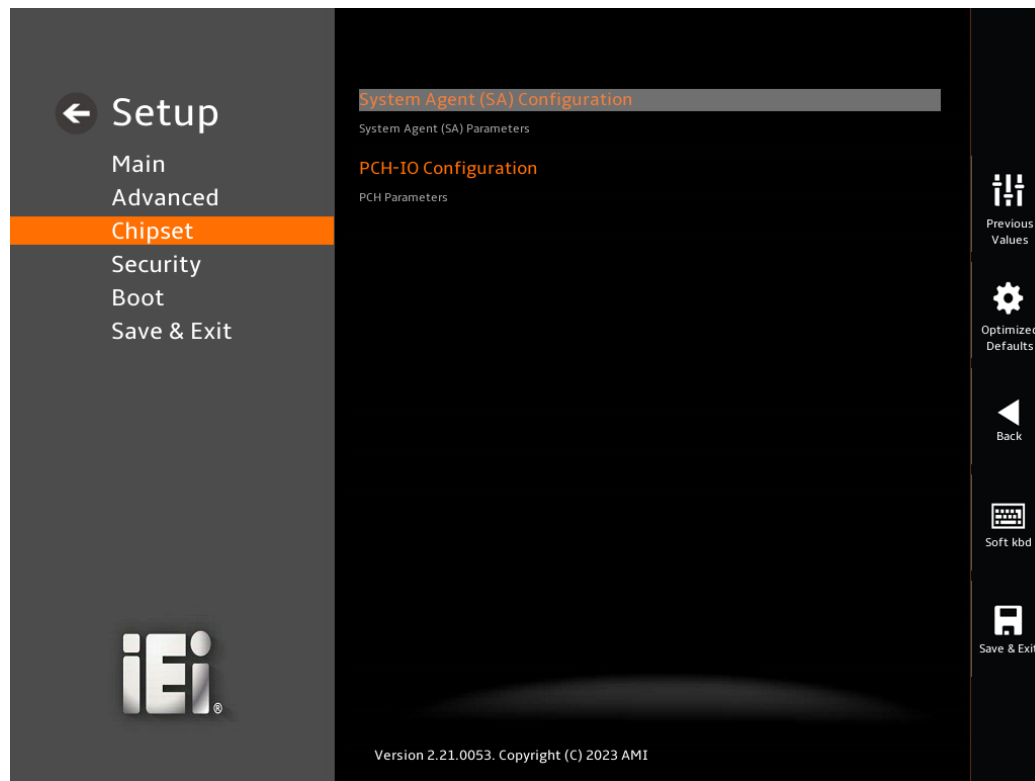 Setup
Main
Advanced
Chipset
Security
Boot
Save & Exit
iEi®
System Agent (SA) Configuration
System Agent (SA) Parameters
PCH-IO Configuration
PCH Parameters
Version 2.21.0053. Copyright (C) 2023 AMI
Previous
Values
Optimized
Defaults
Back
Soft kbd
Save & Exit